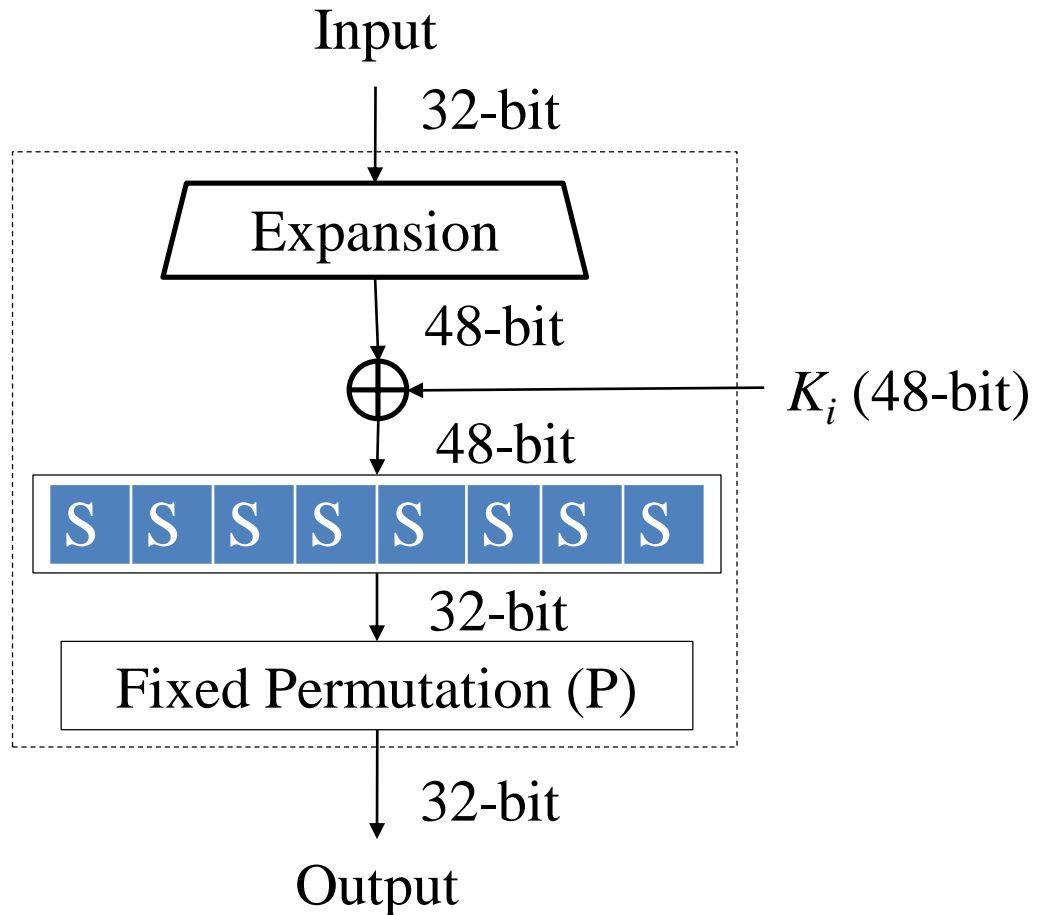 Input
32-bit
Expansion
48-bit
K_i (48-bit)
48-bit
S S S S S S S S
32-bit
Fixed Permutation (P)
32-bit
Output